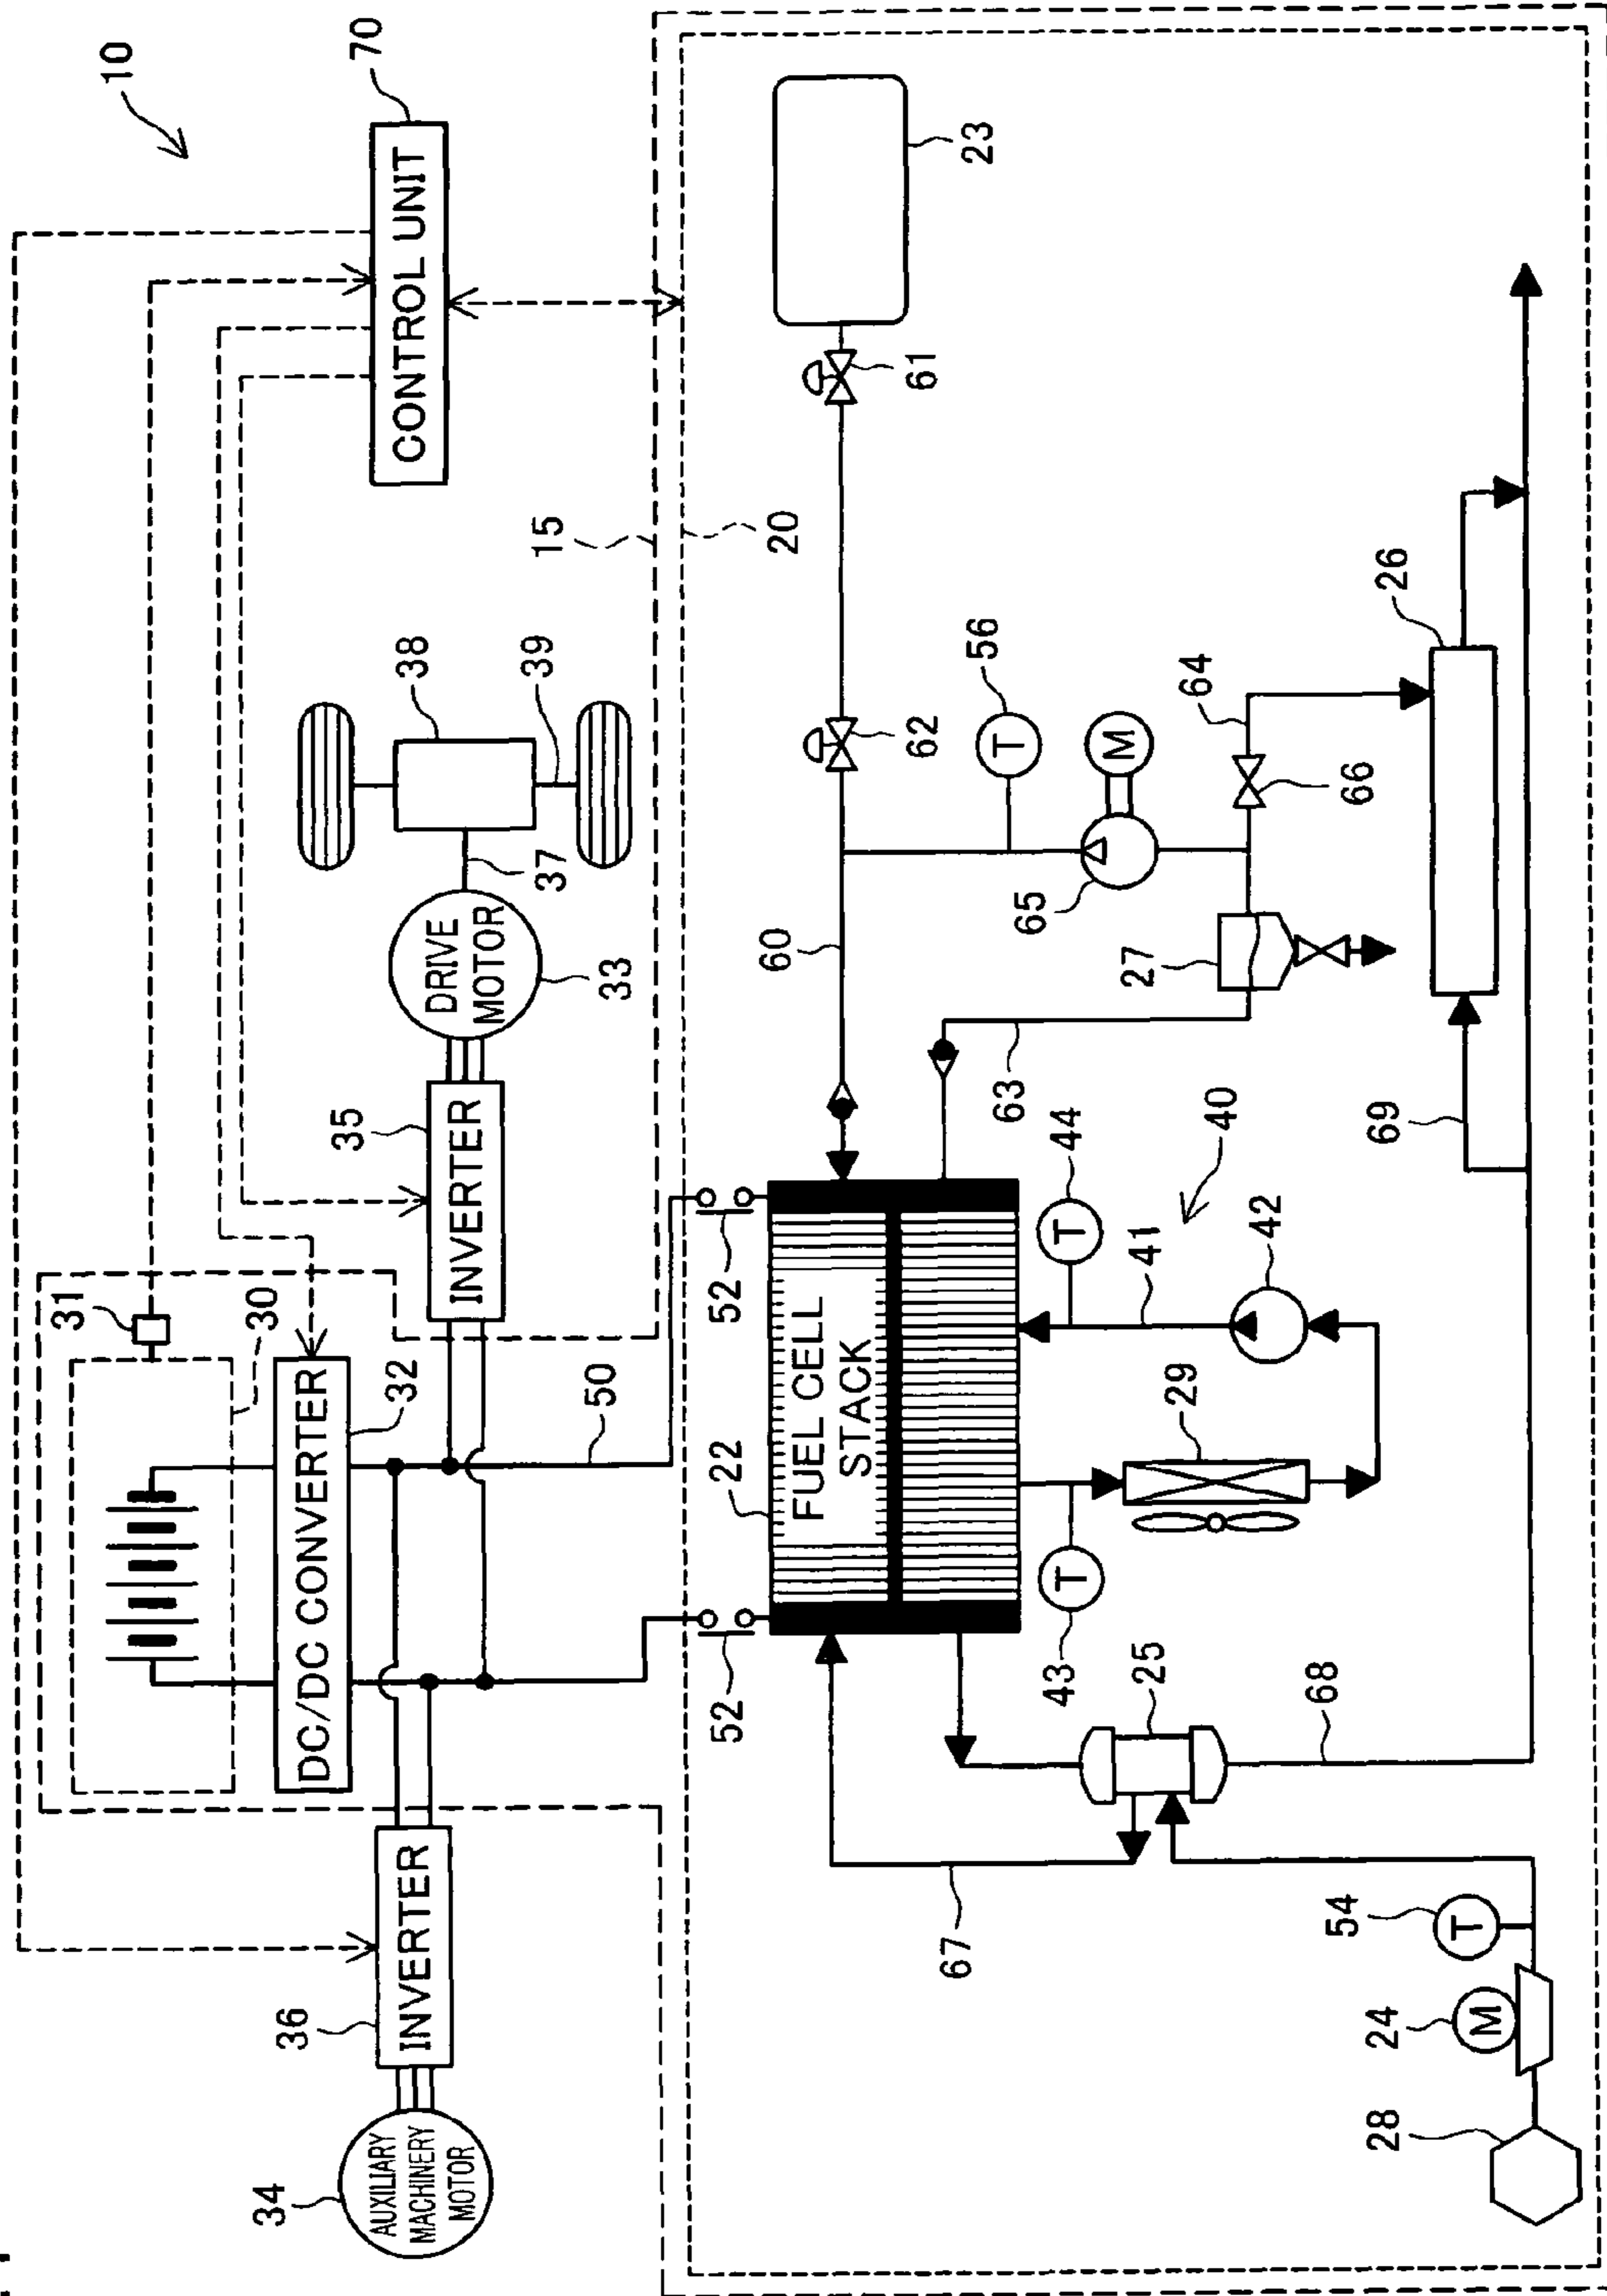 10
31
30
70
34
36
DC/DC CONVERTER
32
35
38
CONTROL UNIT
AUXILIARY
MACHINERY
MOTOR
INVERTER
INVERTER
DRIVE
MOTOR
39
37
33
50
15
20
52
22
52
60
FUEL CELL
STACK
62
61
23
67
63
56
T
43
T
T
44
65
M
25
41
40
27
64
29
42
66
68
54
24
28
T
M
69
26